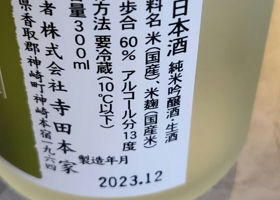 日本酒 純米吟醸酒・生酒
料名 米(国産)、米麹(国産米)
歩合 60% アルコール分13度
方法 要冷蔵(10℃以下)
容量 300ml
者 株式会社 寺田本家
県香取郡神崎町神崎本宿一九六四
製造年月
2023.12